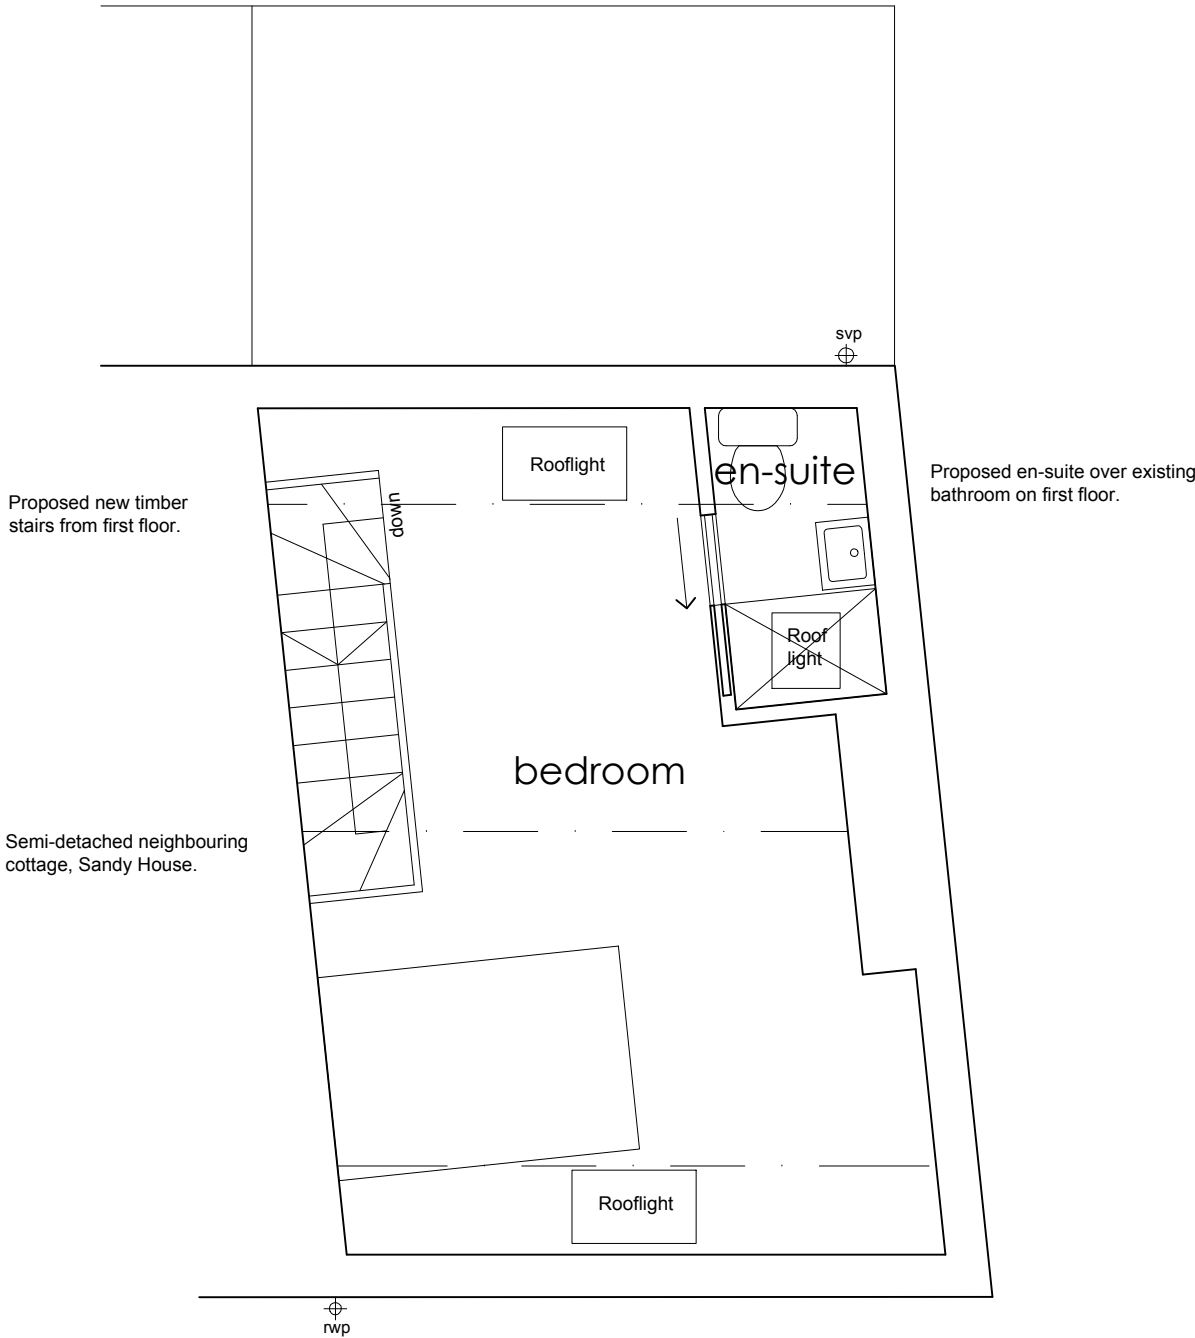 svp
Rooflight
en-suite
Proposed en-suite over existing
bathroom on first floor.
Proposed new timber
stairs from first floor.
down
Roof
light
bedroom
Semi-detached neighbouring
cottage, Sandy House.
Rooflight
rwp